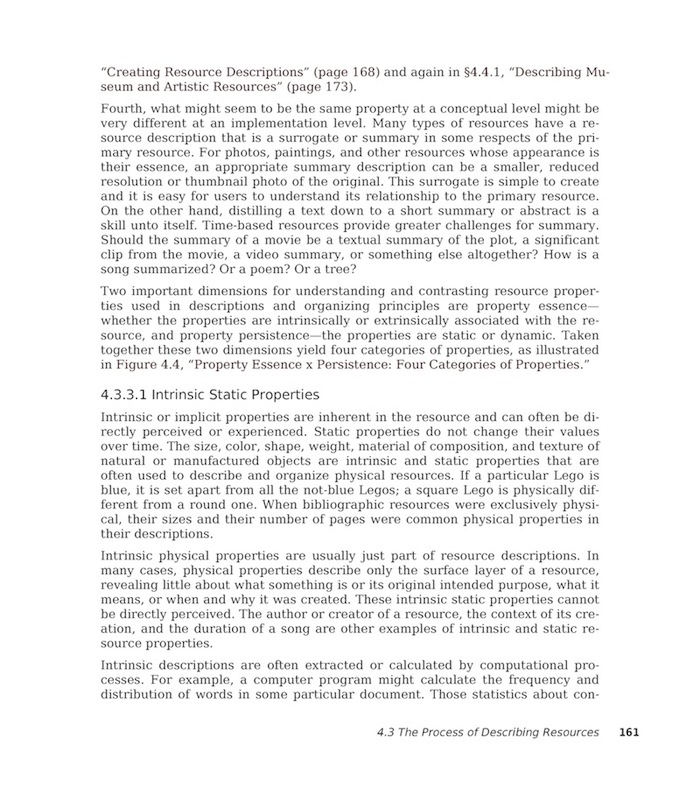 “Creating Resource Descriptions” (page 168) and again in §4.4.1, “Describing Mu-
seum and Artistic Resources” (page 173).
Fourth, what might seem to be the same property at a conceptual level might be
very different at an implementation level. Many types of resources have a re-
source description that is a surrogate or summary in some respects of the pri-
mary resource. For photos, paintings, and other resources whose appearance is
their essence, an appropriate summary description can be a smaller, reduced
resolution or thumbnail photo of the original. This surrogate is simple to create
and it is easy for users to understand its relationship to the primary resource.
On the other hand, distilling a text down to a short summary or abstract is a
skill unto itself. Time-based resources provide greater challenges for summary.
Should the summary of a movie be a textual summary of the plot, a significant
clip from the movie, a video summary, or something else altogether? How is a
song summarized? Or a poem? Or a tree?
Two important dimensions for understanding and contrasting resource proper-
ties used in descriptions and organizing principles are property essence—
whether the properties are intrinsically or extrinsically associated with the re-
source, and property persistence—the properties are static or dynamic. Taken
together these two dimensions yield four categories of properties, as illustrated
in Figure 4.4, “Property Essence x Persistence: Four Categories of Properties.”
4.3.3.1 Intrinsic Static Properties
Intrinsic or implicit properties are inherent in the resource and can often be di-
rectly perceived or experienced. Static properties do not change their values
over time. The size, color, shape, weight, material of composition, and texture of
natural or manufactured objects are intrinsic and static properties that are
often used to describe and organize physical resources. If a particular Lego is
blue, it is set apart from all the not-blue Legos; a square Lego is physically dif-
ferent from a round one. When bibliographic resources were exclusively physi-
cal, their sizes and their number of pages were common physical properties in
their descriptions.
Intrinsic physical properties are usually just part of resource descriptions. In
many cases, physical properties describe only the surface layer of a resource,
revealing little about what something is or its original intended purpose, what it
means, or when and why it was created. These intrinsic static properties cannot
be directly perceived. The author or creator of a resource, the context of its cre-
ation, and the duration of a song are other examples of intrinsic and static re-
source properties.
Intrinsic descriptions are often extracted or calculated by computational pro-
cesses. For example, a computer program might calculate the frequency and
distribution of words in some particular document. Those statistics about con-
4.3 The Process of Describing Resources 161